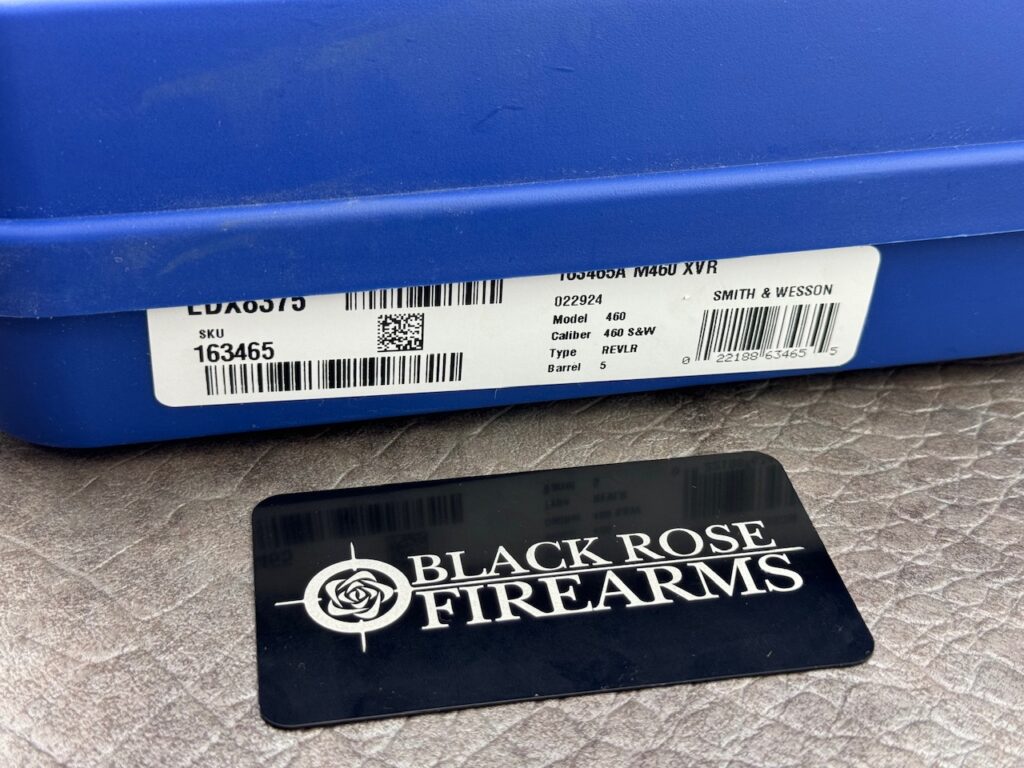 163465A M460 XVR
LDX8375
022924
SMITH & WESSON
SKU
163465
Model 460
Caliber 460 S&W
Type REVLR
Barrel 5
0 22188 63465 5
BLACK ROSE
FIREARMS